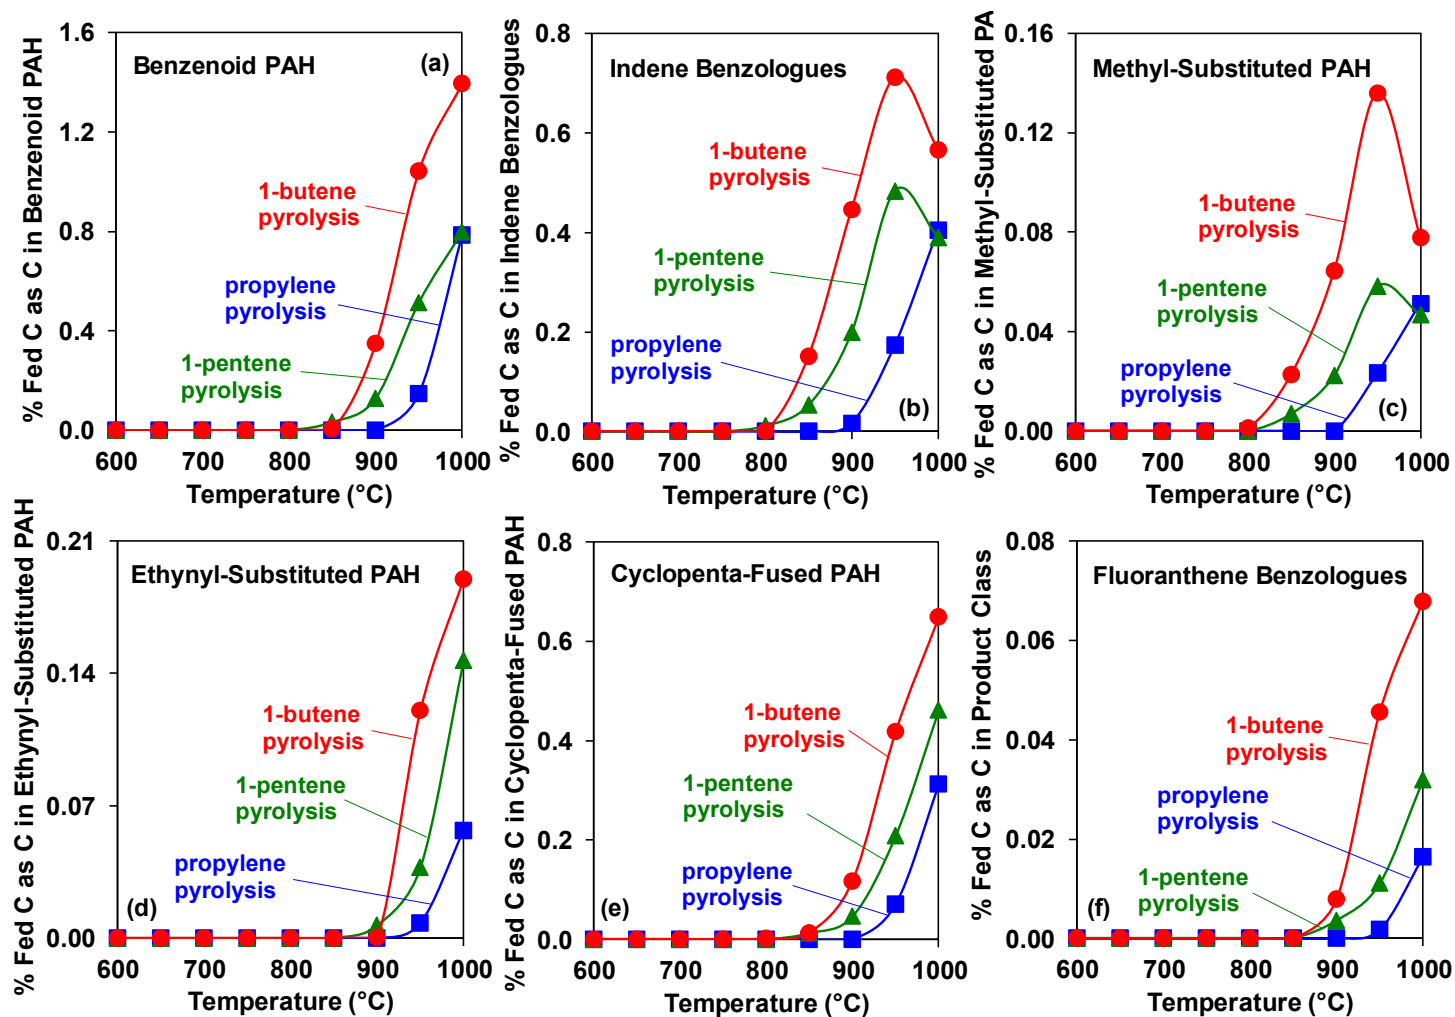 % Fed C as C in Benzenoid PAH
1.6
1.2
0.8
0.4
0.0
Benzenoid PAH
(a)
1-butene
pyrolysis
propylene
pyrolysis
1-pentene
pyrolysis
600
700
800
900
1000
Temperature (°C)
% Fed C as C in Indene Benzologues
0.8
0.6
0.4
0.2
0.0
Indene Benzologues
1-butene
pyrolysis
1-pentene
pyrolysis
propylene
pyrolysis
(b)
600
700
800
900
1000
Temperature (°C)
% Fed C as C in Methyl-Substituted PA
0.16
0.12
0.08
0.04
0.00
Methyl-Substituted PAH
1-butene
pyrolysis
1-pentene
pyrolysis
propylene
pyrolysis
(c)
600
700
800
900
1000
Temperature (°C)
% Fed C as C in Ethynyl-Substituted PAH
0.21
0.14
0.07
0.00
Ethynyl-Substituted PAH
1-butene
pyrolysis
1-pentene
pyrolysis
propylene
pyrolysis
(d)
600
700
800
900
1000
Temperature (°C)
% Fed C as C in Cyclopenta-Fused PAH
0.8
0.6
0.4
0.2
0.0
Cyclopenta-Fused PAH
1-butene
pyrolysis
1-pentene
pyrolysis
propylene
pyrolysis
(e)
600
700
800
900
1000
Temperature (°C)
% Fed C as C in Product Class
0.08
0.06
0.04
0.02
0.00
Fluoranthene Benzologues
1-butene
pyrolysis
propylene
pyrolysis
1-pentene
pyrolysis
(f)
600
700
800
900
1000
Temperature (°C)